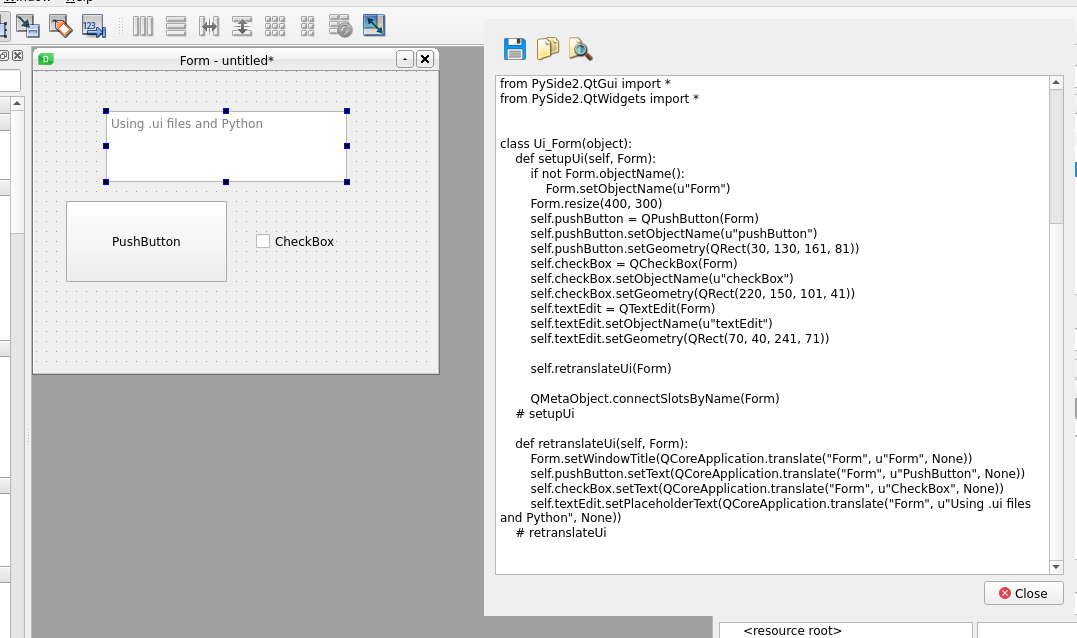 Window Help
123
D
Form - untitled*
Using .ui files and Python
PushButton
CheckBox
from PySide2.QtGui import *
from PySide2.QtWidgets import *
class Ui_Form(object):
def setupUi(self, Form):
if not Form.objectName():
Form.setObjectName(u"Form")
Form.resize(400, 300)
self.pushButton = QPushButton(Form)
self.pushButton.setObjectName(u"pushButton")
self.pushButton.setGeometry(QRect(30, 130, 161, 81))
self.checkBox = QCheckBox(Form)
self.checkBox.setObjectName(u"checkBox")
self.checkBox.setGeometry(QRect(220, 150, 101, 41))
self.textEdit = QTextEdit(Form)
self.textEdit.setObjectName(u"textEdit")
self.textEdit.setGeometry(QRect(70, 40, 241, 71))
self.retranslateUi(Form)
QMetaObject.connectSlotsByName(Form)
# setupUi
def retranslateUi(self, Form):
Form.setWindowTitle(QCoreApplication.translate("Form", u"Form", None))
self.pushButton.setText(QCoreApplication.translate("Form", u"PushButton", None))
self.checkBox.setText(QCoreApplication.translate("Form", u"CheckBox", None))
self.textEdit.setPlaceholderText(QCoreApplication.translate("Form", u"Using .ui files
and Python", None))
# retranslateUi
Close
<resource root>